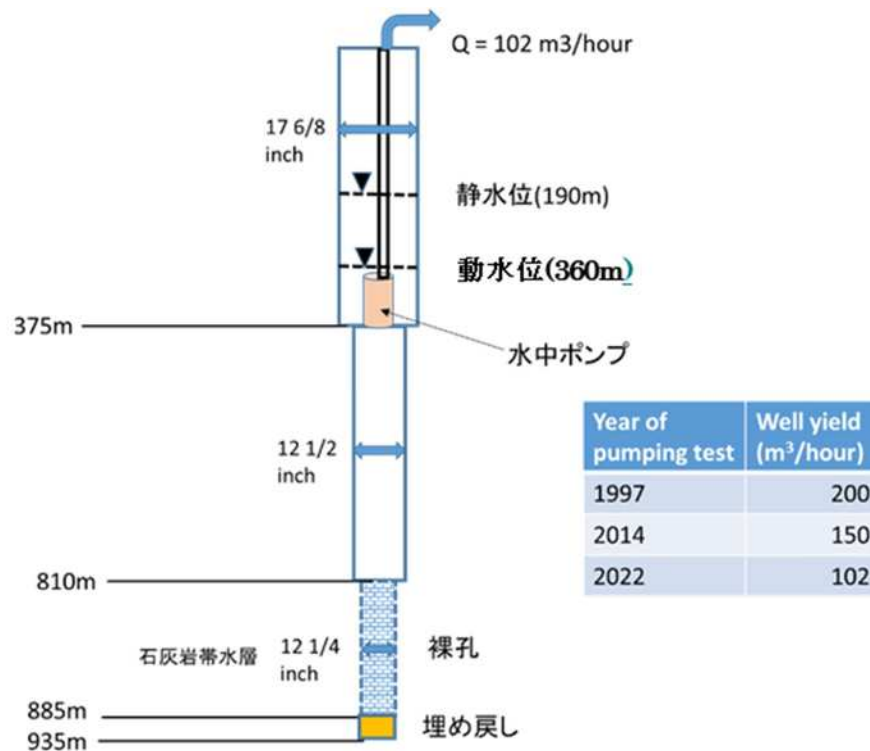 Q = 102 m3/hour
17 6/8
inch
静水位(190m)
動水位(360m)
375m
水中ポンプ
12 1/2
inch
Year of
pumping test
Well yield
(m³/hour)
1997 200
2014 150
2022 102
810m
石灰岩帯水層
12 1/4
inch
裸孔
885m
埋め戻し
935m